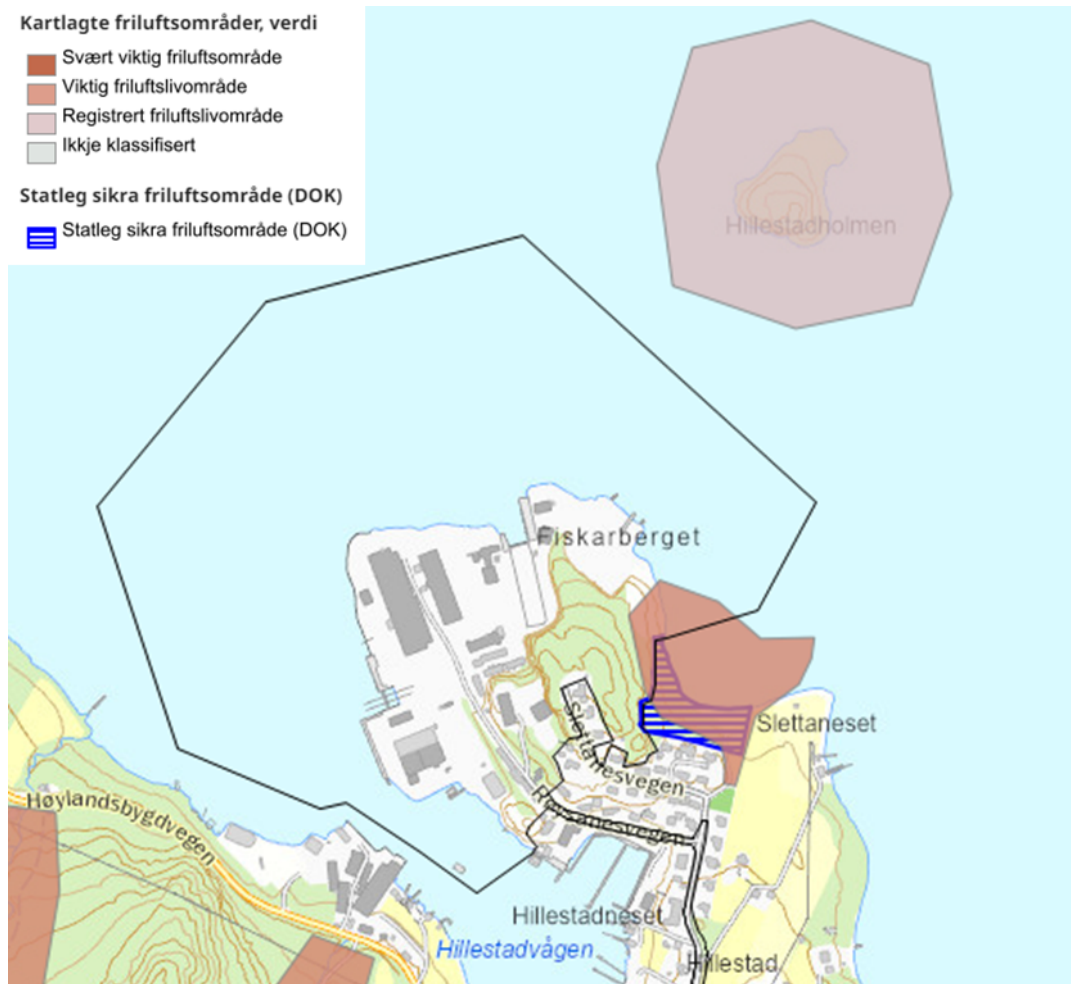 Kartlagte friluftsområder, verdi
Svært viktig friluftsområde
Viktig friluftslivområde
Registrert friluftslivområde
Ikkje klassifisert
Statleg sikra friluftsområde (DOK)
Statleg sikra friluftsområde (DOK)
Hillestadholmen
Fiskarberget
Slettaneset
Slettanesvegen
Høylandsbygdvegen
Hillestadneset
Hillestadvågen
Hillestad